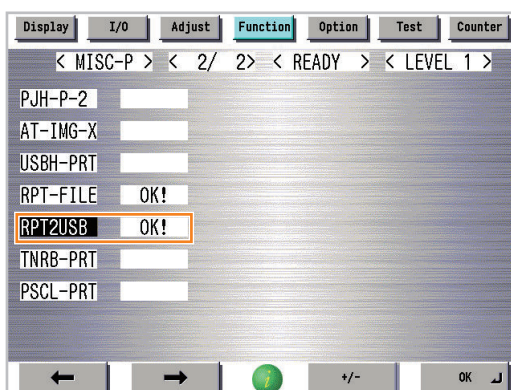 Display I/O Adjust Function Option Test Counter
< MISC-P > < 2/ 2> < READY > < LEVEL 1 >
PJH-P-2
AT-IMG-X
USBH-PRT
RPT-FILE OK!
RPT2USB OK!
TNRB-PRT
PSCL-PRT
+/- OK